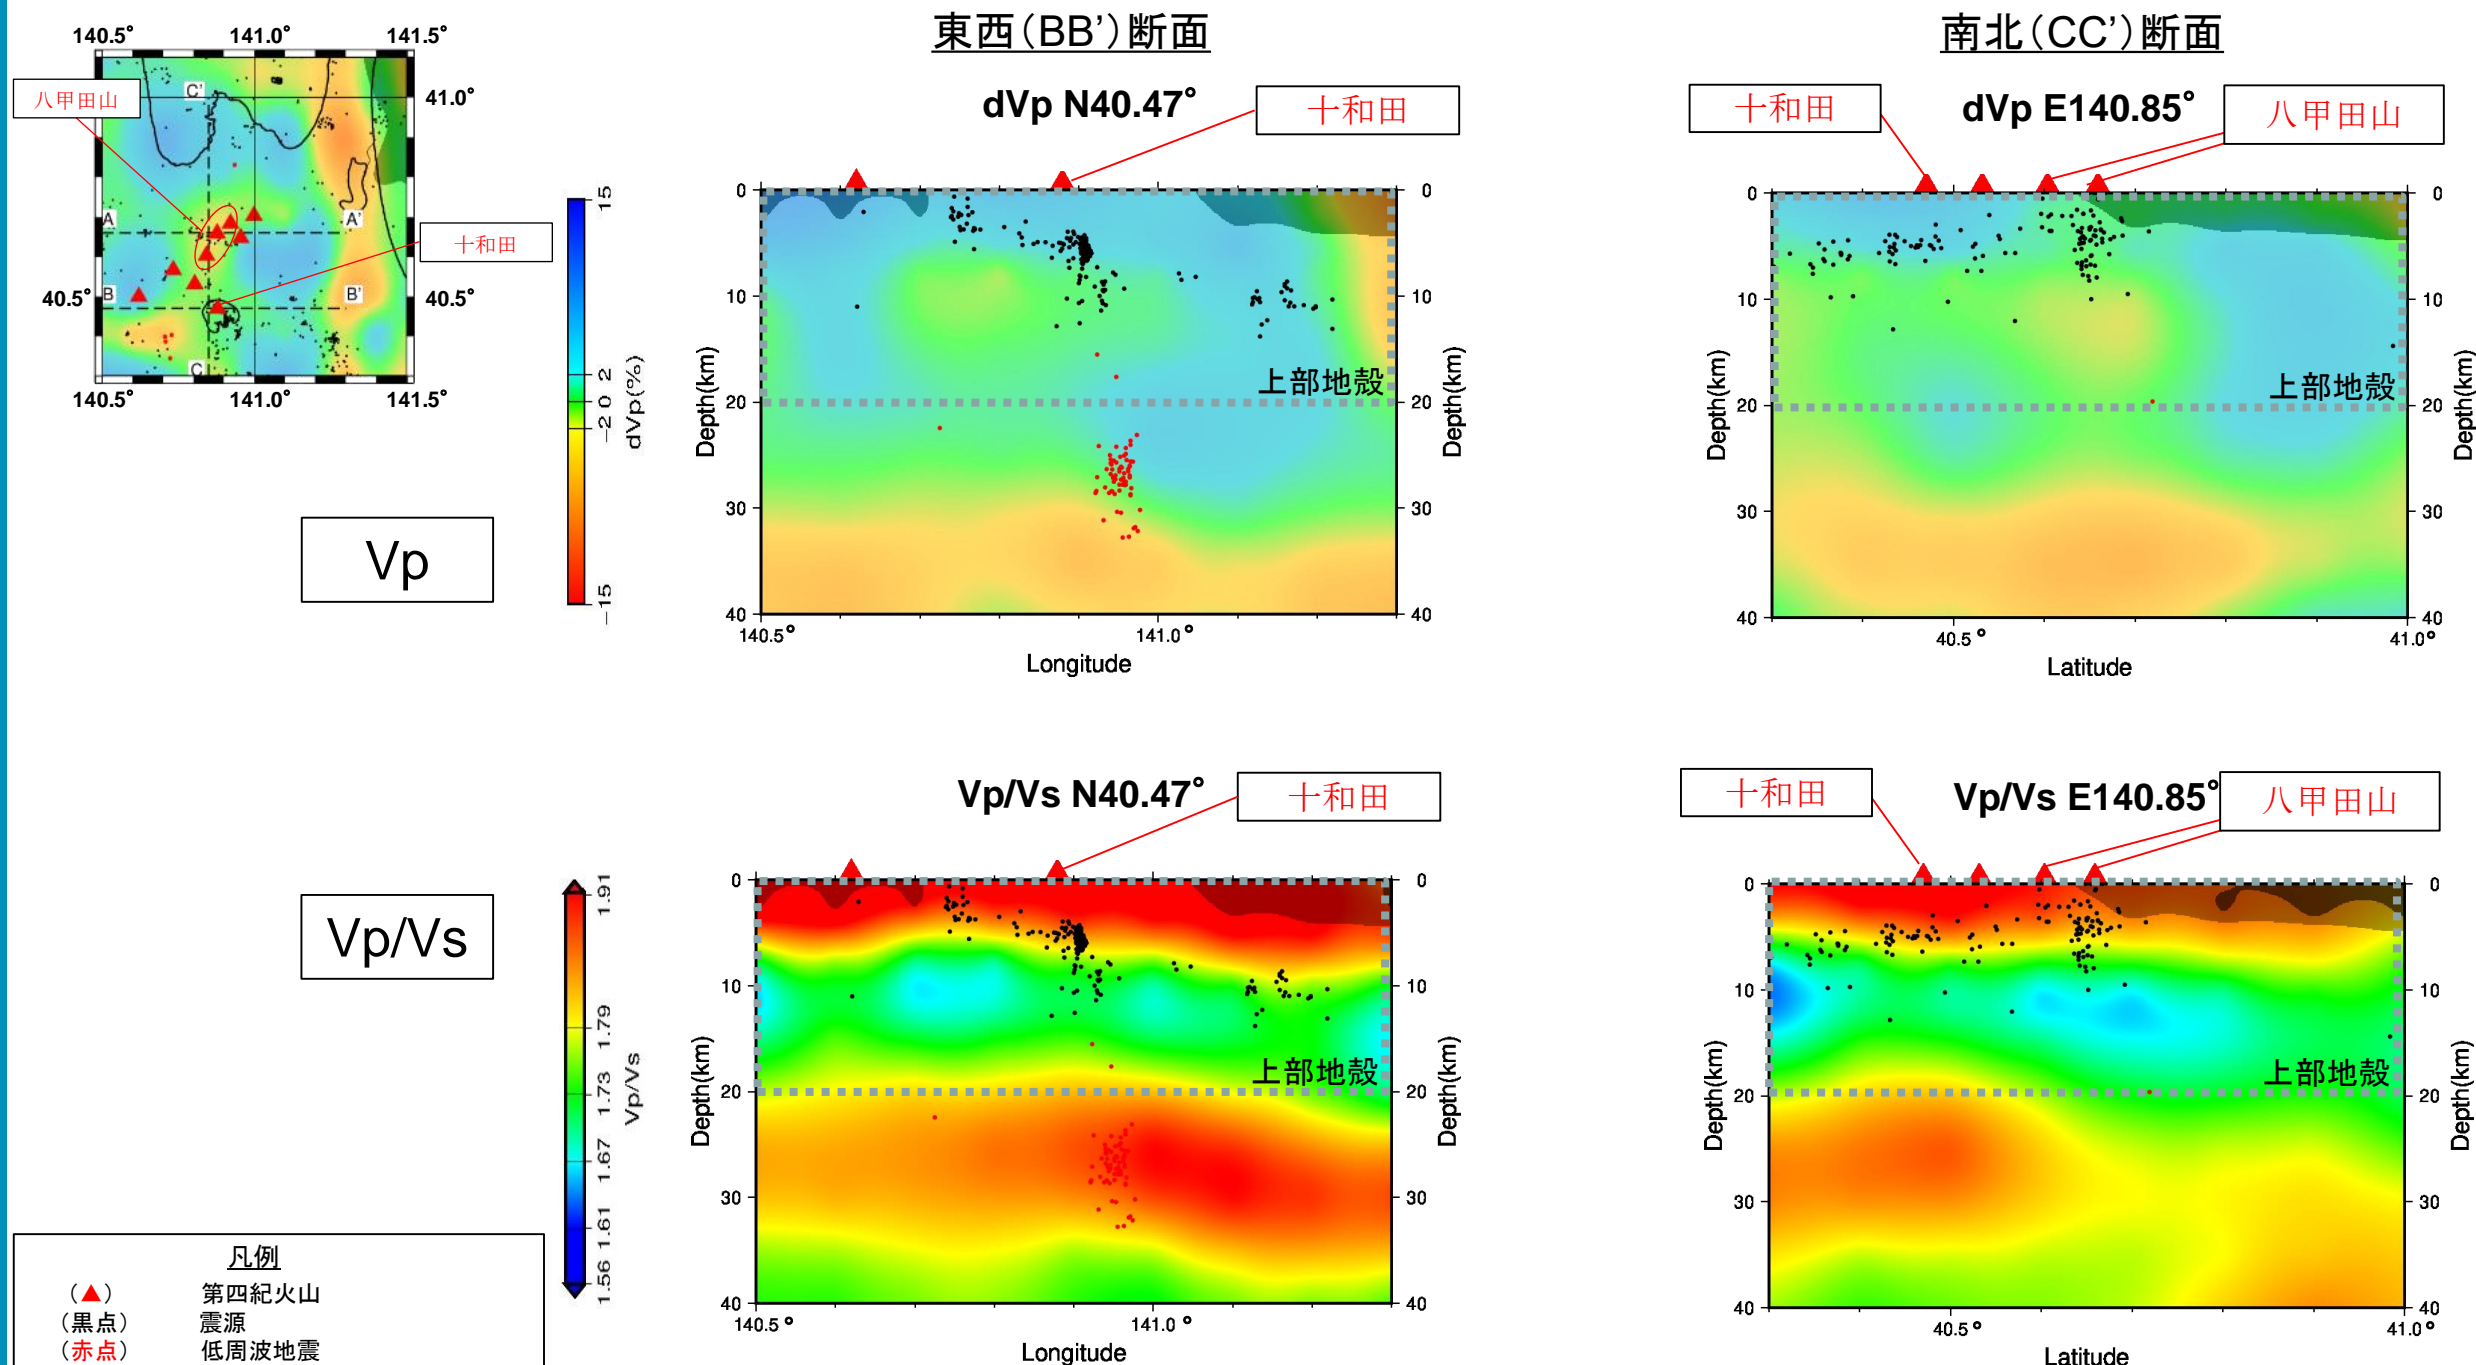 東西(BB')断面
南北(CC')断面
140.5° 141.0° 141.5°
八甲田山
C'
41.0°
A A'
十和田
40.5° B B' 40.5°
C
140.5° 141.0° 141.5°
15
2
0
−2
−15
dVp(%)
Vp
dVp N40.47°
十和田
0 0
10 10
上部地殻
20 20
30 30
40 40
Depth(km) Depth(km)
140.5° 141.0°
Longitude
十和田
dVp E140.85°
八甲田山
0 0
10 10
上部地殻
20 20
30 30
40 40
Depth(km) Depth(km)
40.5° 41.0°
Latitude
Vp/Vs
1.91
1.79
1.73
1.67
1.61
1.56
Vp/Vs
Vp/Vs N40.47°
十和田
0 0
10 10
上部地殻
20 20
30 30
40 40
Depth(km) Depth(km)
140.5° 141.0°
Longitude
十和田
Vp/Vs E140.85°
八甲田山
0 0
10 10
上部地殻
20 20
30 30
40 40
Depth(km) Depth(km)
40.5° 41.0°
Latitude
凡例
(▲) 第四紀火山
(黒点) 震源
(赤点) 低周波地震